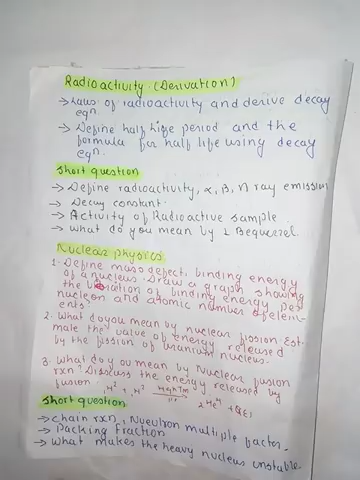 Radioactivity (Derivation)
→ Laws of radioactivity and derive decay
eqn.
→ Define half life period and the
formula for half life using decay
eqn.
Short question
→ Define radioactivity, α, β, n ray emission
→ Decay constant.
→ Activity of Radioactive sample.
→ what do you mean by 1 Bequerrel.
Nuclear physics
1. Define mass defect, binding energy
of a nucleus. Draw a graph showing
the variation of binding energy per
nucleon and atomic number of elem-
ents.
2. What do you mean by nuclear fission. Est-
mate the value of energy released
by the fission of uranium nucleus.
3. What do you mean by Nuclear fusion
rxn? Discuss the energy released by
fusion. ₁H² + ₁H² High Tm → ₂He⁴ + Q
Short question
→ chain rxn, Nueutron multiple factor.
→ Packing fraction
→ What makes the heavy nucleus unstable.